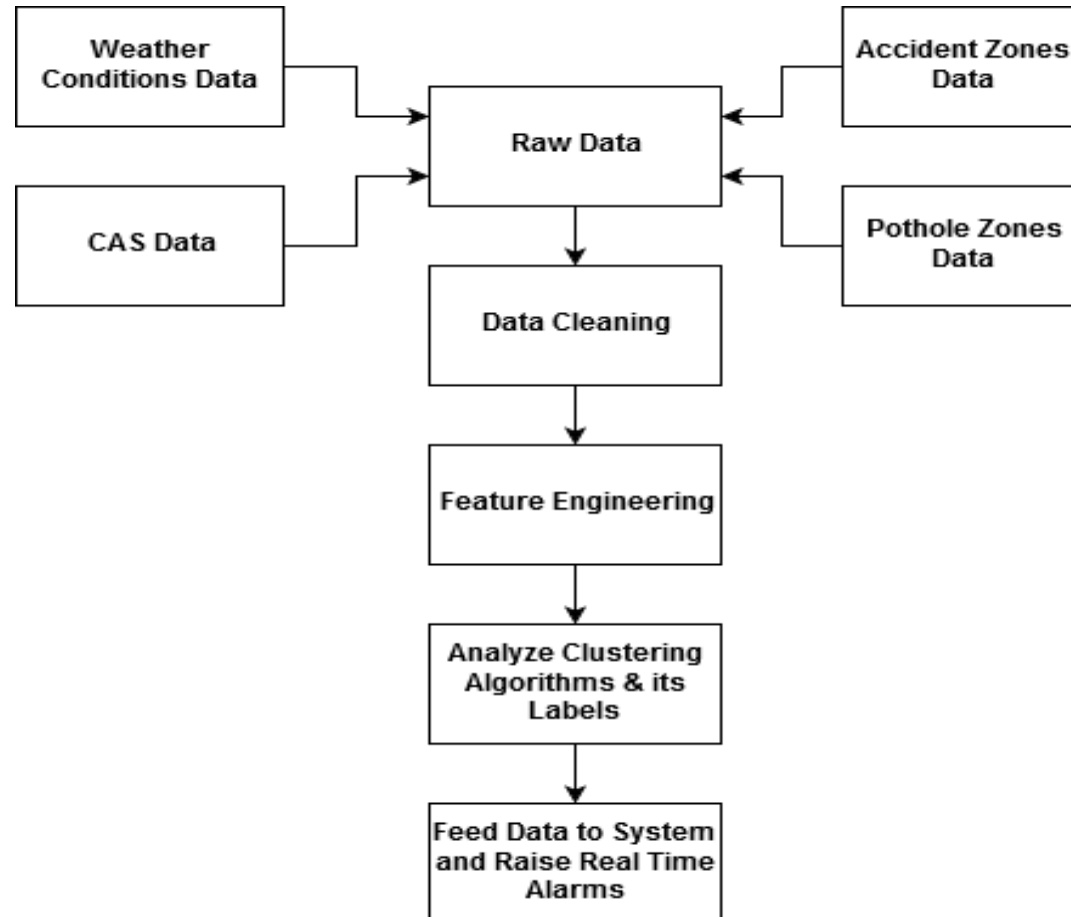 Weather
Conditions Data
Accident Zones
Data
Raw Data
CAS Data
Pothole Zones
Data
Data Cleaning
Feature Engineering
Analyze Clustering
Algorithms & its
Labels
Feed Data to System
and Raise Real Time
Alarms